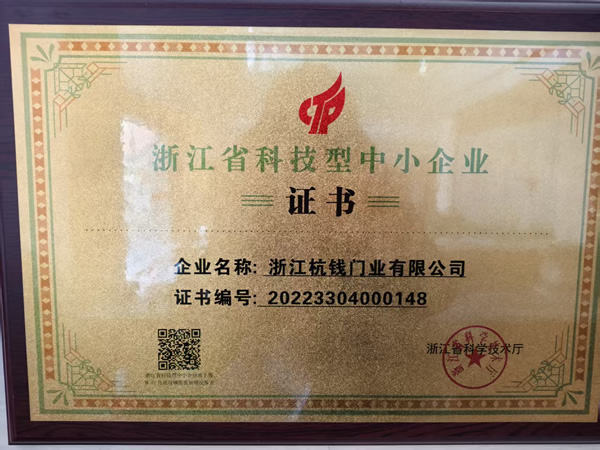 浙江省科技型中小企业
证书
企业名称: 浙江杭钱门业有限公司
证书编号: 20223304000148
浙江省科学技术厅